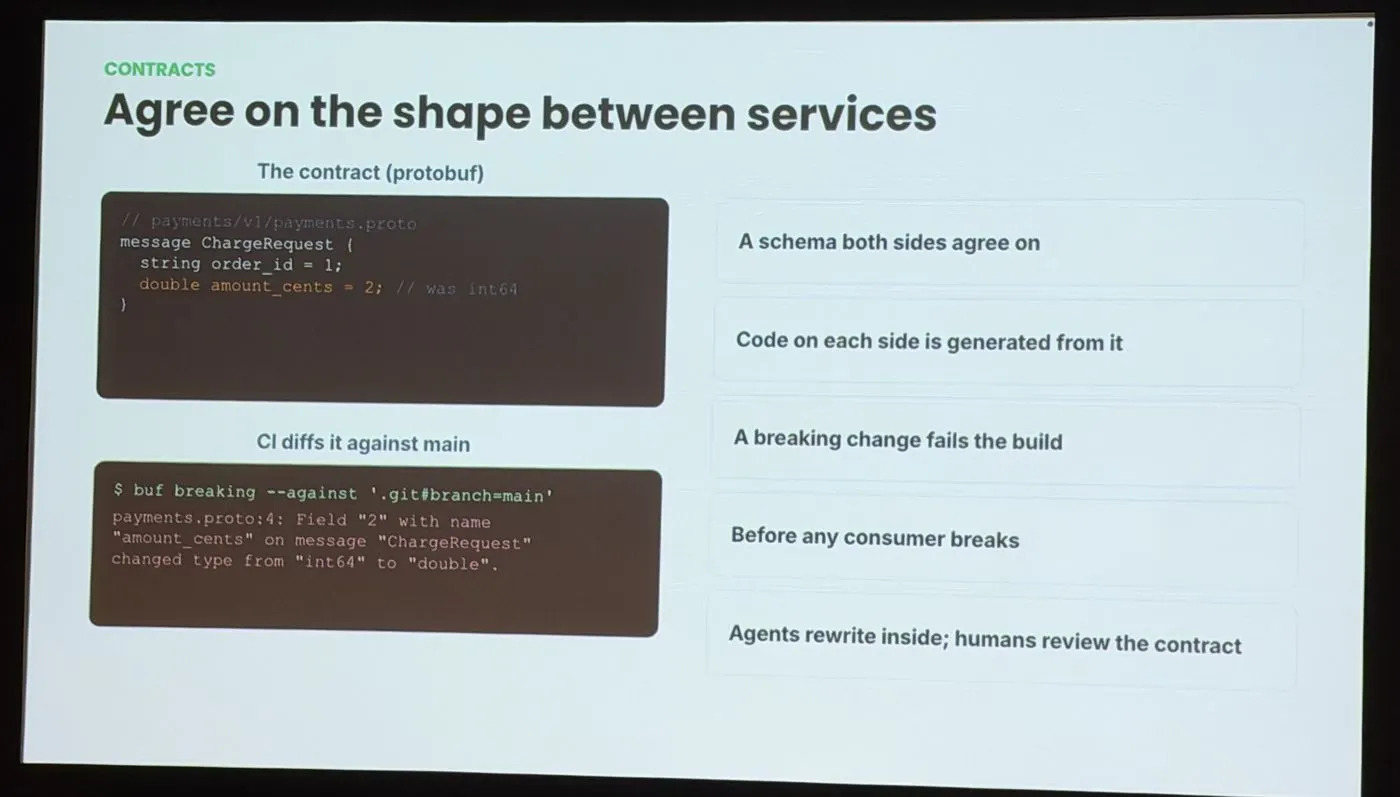 CONTRACTS
Agree on the shape between services
The contract (protobuf)
// payments/v1/payments.proto
message ChargeRequest {
  string order_id = 1;
  double amount_cents = 2; // was int64
}
CI diffs it against main
$ buf breaking --against '.git#branch=main'
payments.proto:4: Field "2" with name
"amount_cents" on message "ChargeRequest"
changed type from "int64" to "double".
A schema both sides agree on
Code on each side is generated from it
A breaking change fails the build
Before any consumer breaks
Agents rewrite inside; humans review the contract